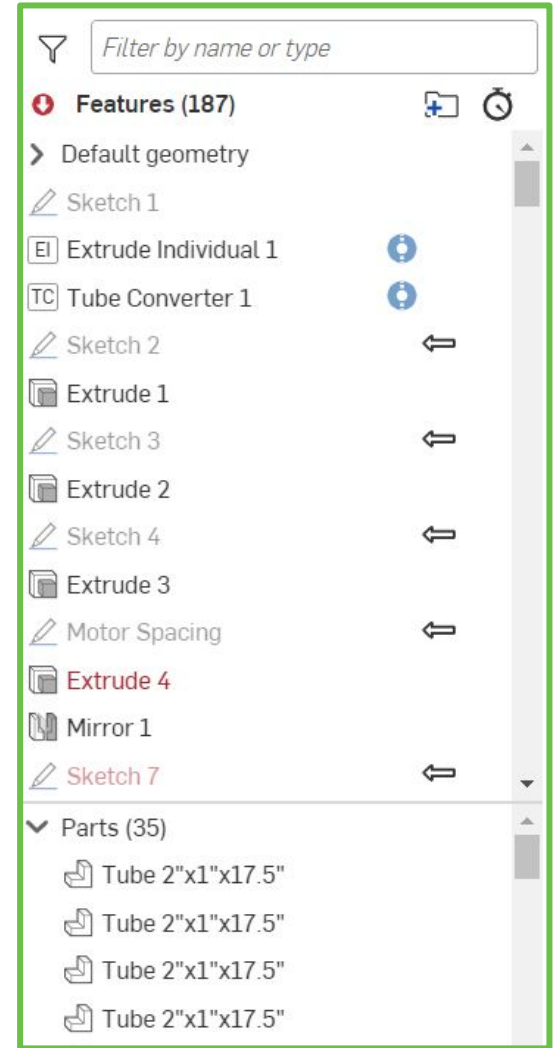 Filter by name or type
Features (187)
Default geometry
Sketch 1
EI Extrude Individual 1
TC Tube Converter 1
Sketch 2
Extrude 1
Sketch 3
Extrude 2
Sketch 4
Extrude 3
Motor Spacing
Extrude 4
Mirror 1
Sketch 7
Parts (35)
Tube 2"x1"x17.5"
Tube 2"x1"x17.5"
Tube 2"x1"x17.5"
Tube 2"x1"x17.5"